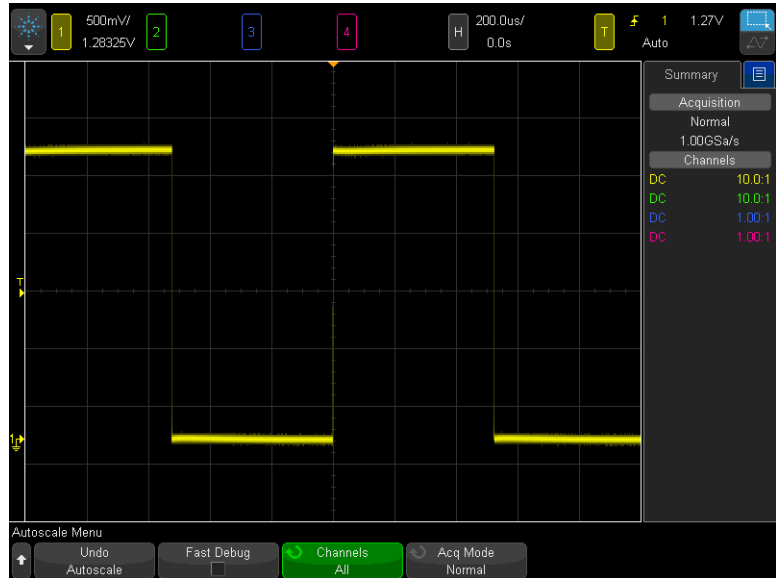 1 500mV/ 2 3 4 H 200.0us/ T 1 1.27V
1.28325V 0.0s Auto
Summary
Acquisition
Normal
1.00GSa/s
Channels
DC 10.0:1
DC 10.0:1
DC 1.00:1
DC 1.00:1
T
1
Autoscale Menu
Undo Fast Debug Channels Acq Mode
Autoscale All Normal